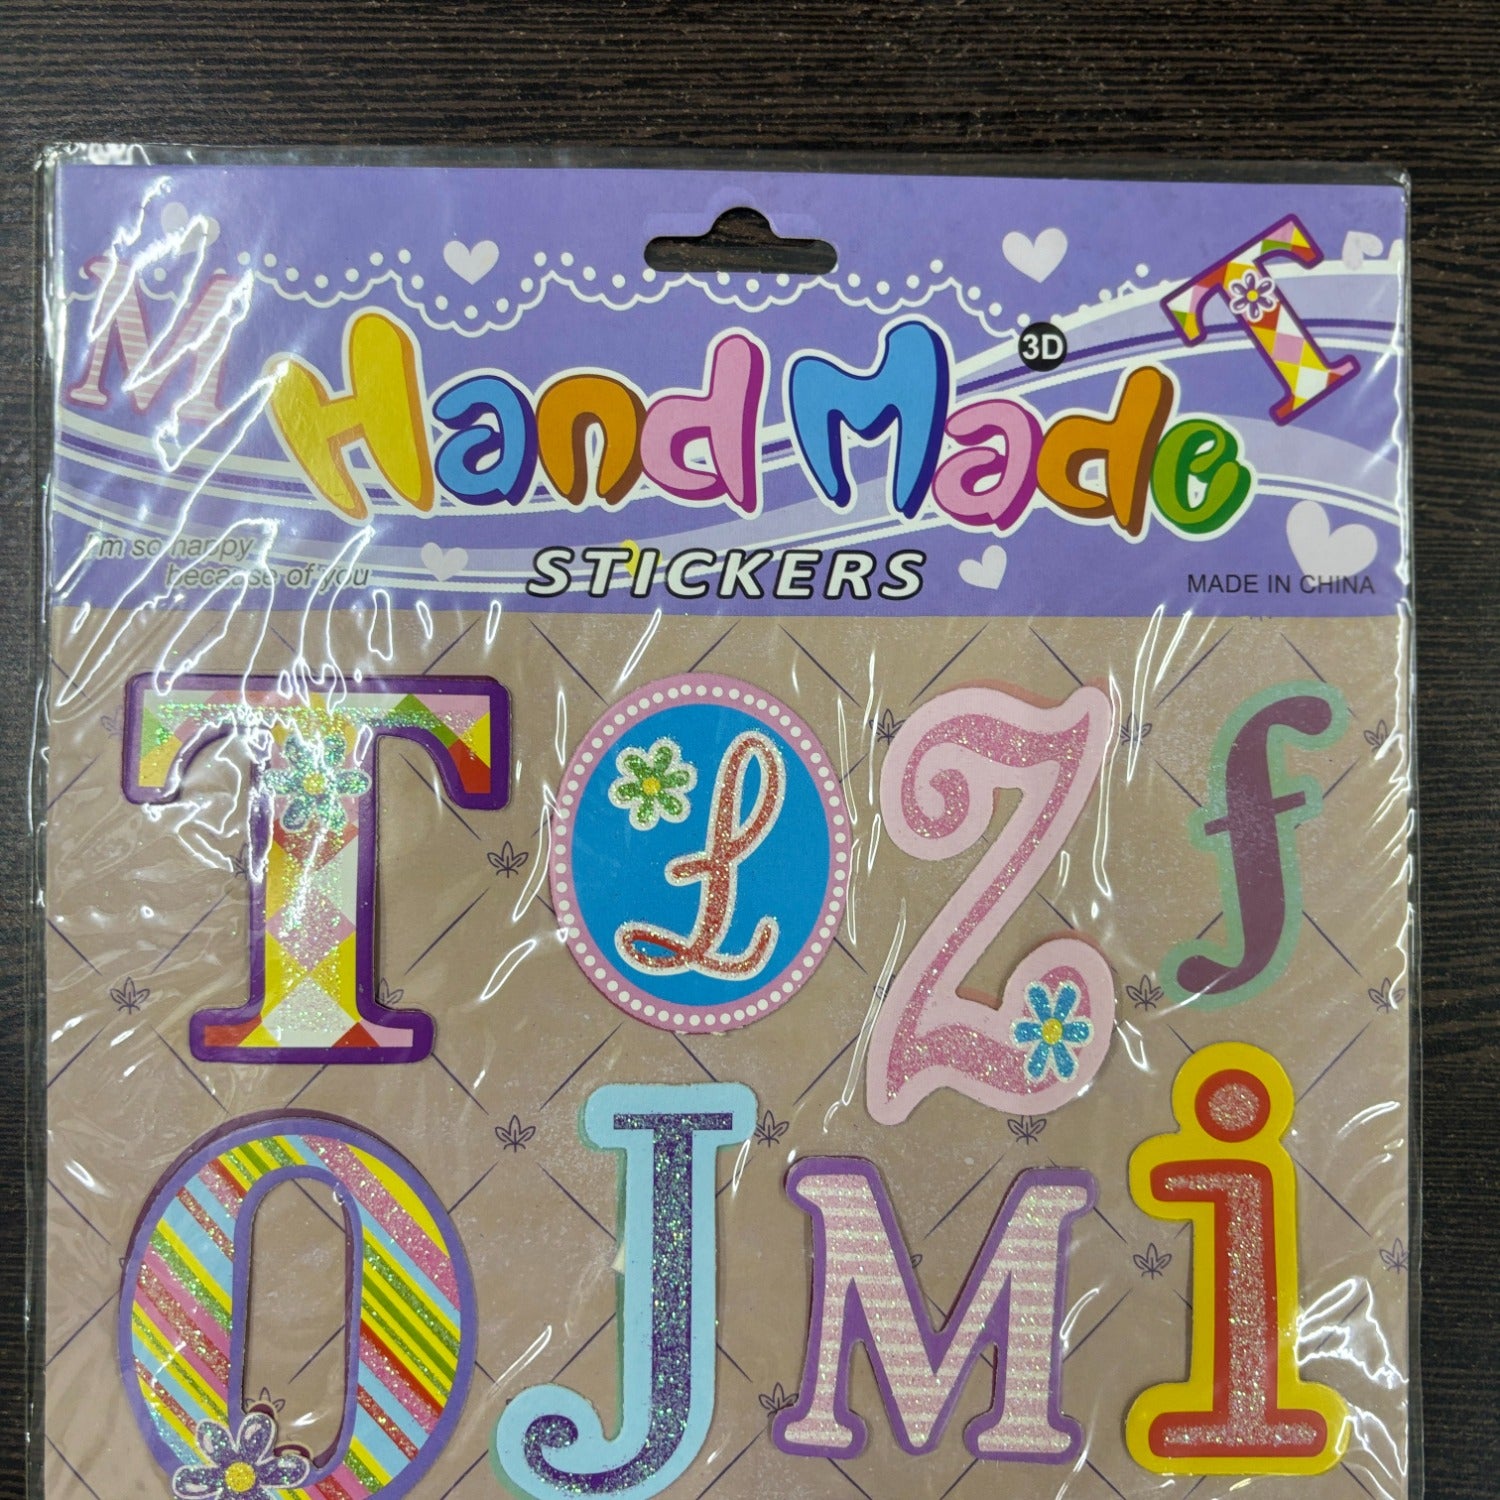 3D
Hand Made
I'm so happy
because of you
STICKERS
MADE IN CHINA
M
T
T L Z f
O J M i